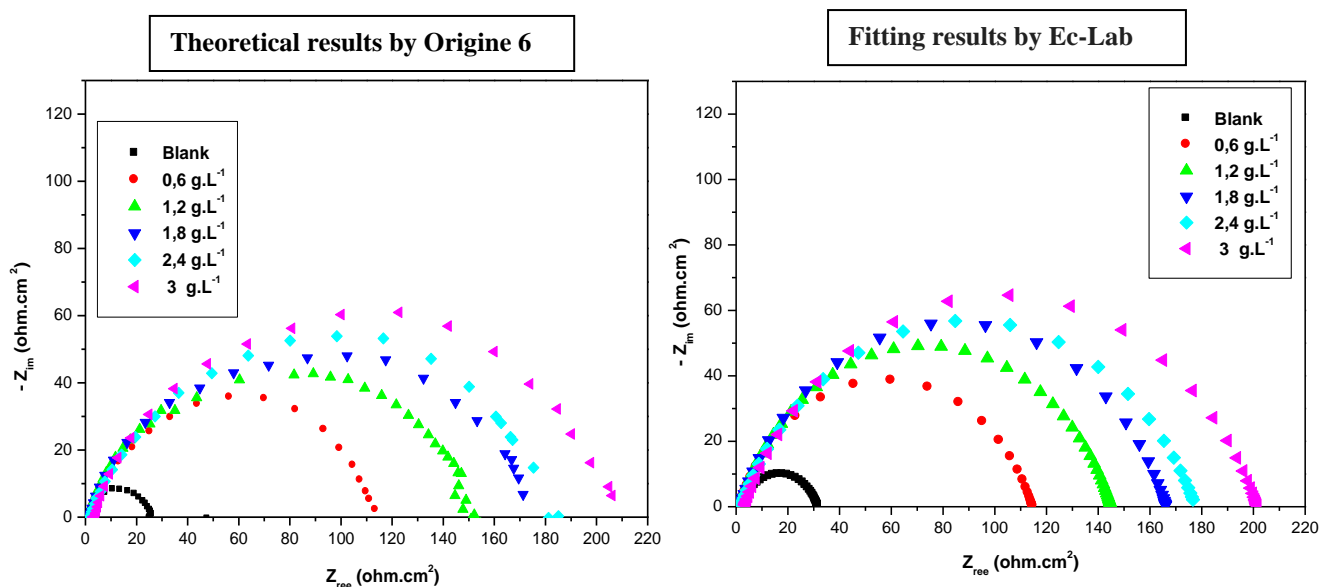 Theoretical results by Origine 6
120
100
80
60
40
20
0
0 20 40 60 80 100 120 140 160 180 200 220
- Z_im (ohm.cm²)
Z_ree (ohm.cm²)
Blank
0,6 g.L⁻¹
1,2 g.L⁻¹
1,8 g.L⁻¹
2,4 g.L⁻¹
3 g.L⁻¹
Fitting results by Ec-Lab
120
100
80
60
40
20
0
0 20 40 60 80 100 120 140 160 180 200 220
- Z_im (ohm.cm²)
Z_ree (ohm.cm²)
Blank
0,6 g.L⁻¹
1,2 g.L⁻¹
1,8 g.L⁻¹
2,4 g.L⁻¹
3 g.L⁻¹